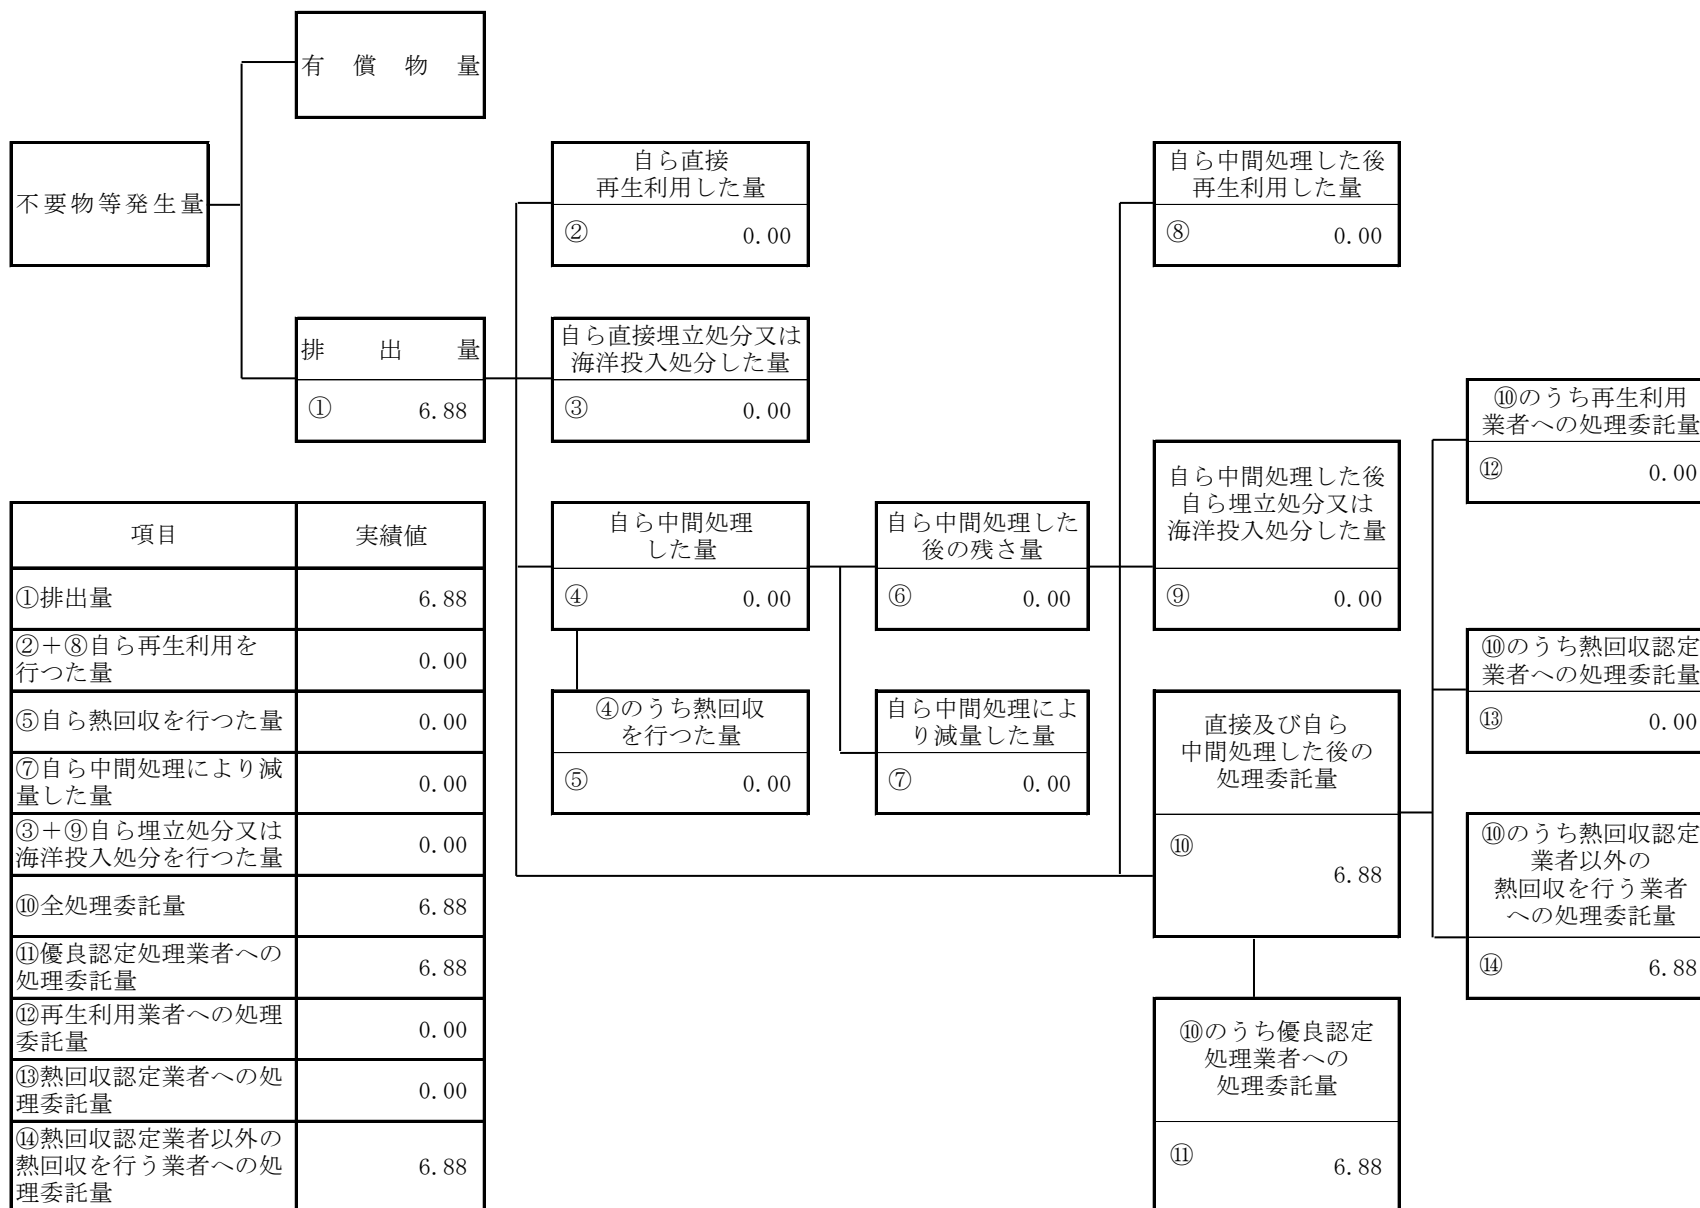 有償物量
不要物等発生量
自ら直接
再生利用した量
② 0.00
自ら中間処理した後
再生利用した量
⑧ 0.00
排出量
① 6.88
自ら直接埋立処分又は
海洋投入処分した量
③ 0.00
⑩のうち再生利用
業者への処理委託量
⑫ 0.00
自ら中間処理
した量
④ 0.00
自ら中間処理した
後の残さ量
⑥ 0.00
自ら中間処理した後
自ら埋立処分又は
海洋投入処分した量
⑨ 0.00
⑩のうち熱回収認定
業者への処理委託量
⑬ 0.00
④のうち熱回収
を行つた量
⑤ 0.00
自ら中間処理によ
り減量した量
⑦ 0.00
直接及び自ら
中間処理した後の
処理委託量
⑩
6.88
⑩のうち熱回収認定
業者以外の
熱回収を行う業者
への処理委託量
⑭ 6.88
⑩のうち優良認定
処理業者への
処理委託量
⑪ 6.88
項目 実績値
①排出量 6.88
②＋⑧自ら再生利用を
行つた量 0.00
⑤自ら熱回収を行つた量 0.00
⑦自ら中間処理により減
量した量 0.00
③＋⑨自ら埋立処分又は
海洋投入処分を行つた量 0.00
⑩全処理委託量 6.88
⑪優良認定処理業者への
処理委託量 6.88
⑫再生利用業者への処理
委託量 0.00
⑬熱回収認定業者への処
理委託量 0.00
⑭熱回収認定業者以外の
熱回収を行う業者への処
理委託量 6.88